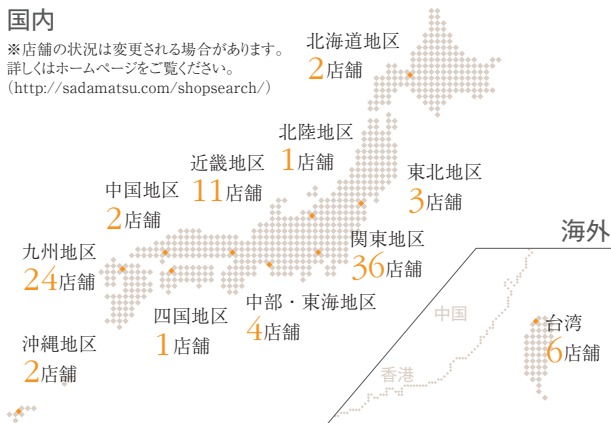 国内
※店舗の状況は変更される場合があります。
詳しくはホームページをご覧ください。
(http://sadamatsu.com/shopsearch/)
北海道地区
2店舗
北陸地区
1店舗
近畿地区
11店舗
東北地区
3店舗
中国地区
2店舗
関東地区
36店舗
九州地区
24店舗
中部・東海地区
4店舗
四国地区
1店舗
沖縄地区
2店舗
海外
中国
台湾
6店舗
香港